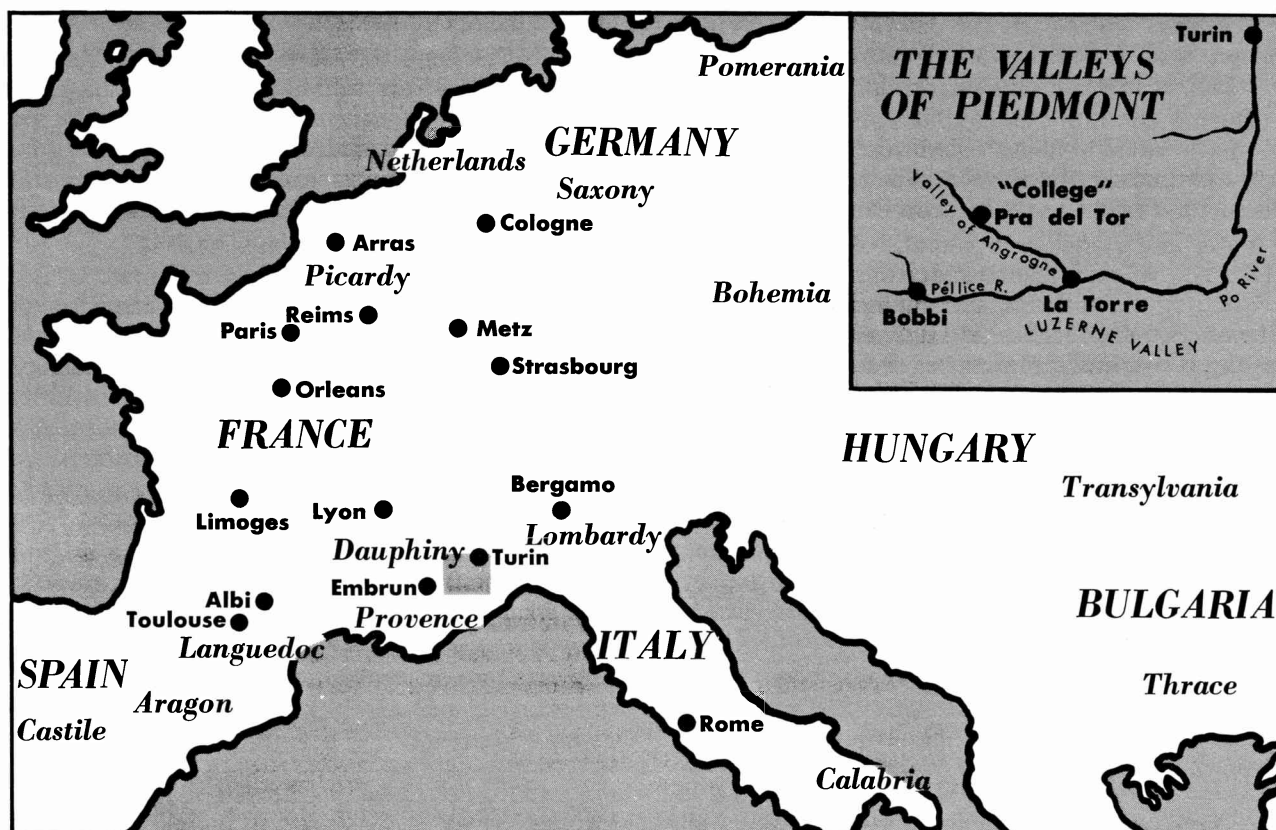 Pomerania
GERMANY
Netherlands
Saxony
Cologne
Arras
Picardy
Bohemia
Reims
Paris
Metz
Strasbourg
Orleans
FRANCE
HUNGARY
Transylvania
Bergamo
Limoges
Lyon
Lombardy
Dauphiny
Turin
Embrun
Albi
Provence
Toulouse
Languedoc
BULGARIA
ITALY
SPAIN
Aragon
Thrace
Castile
Rome
Calabria
THE VALLEYS
OF PIEDMONT
Turin
"College"
Pra del Tor
Valley of Angrogne
Péllice R.
Po River
Bobbi
La Torre
LUZERNE VALLEY